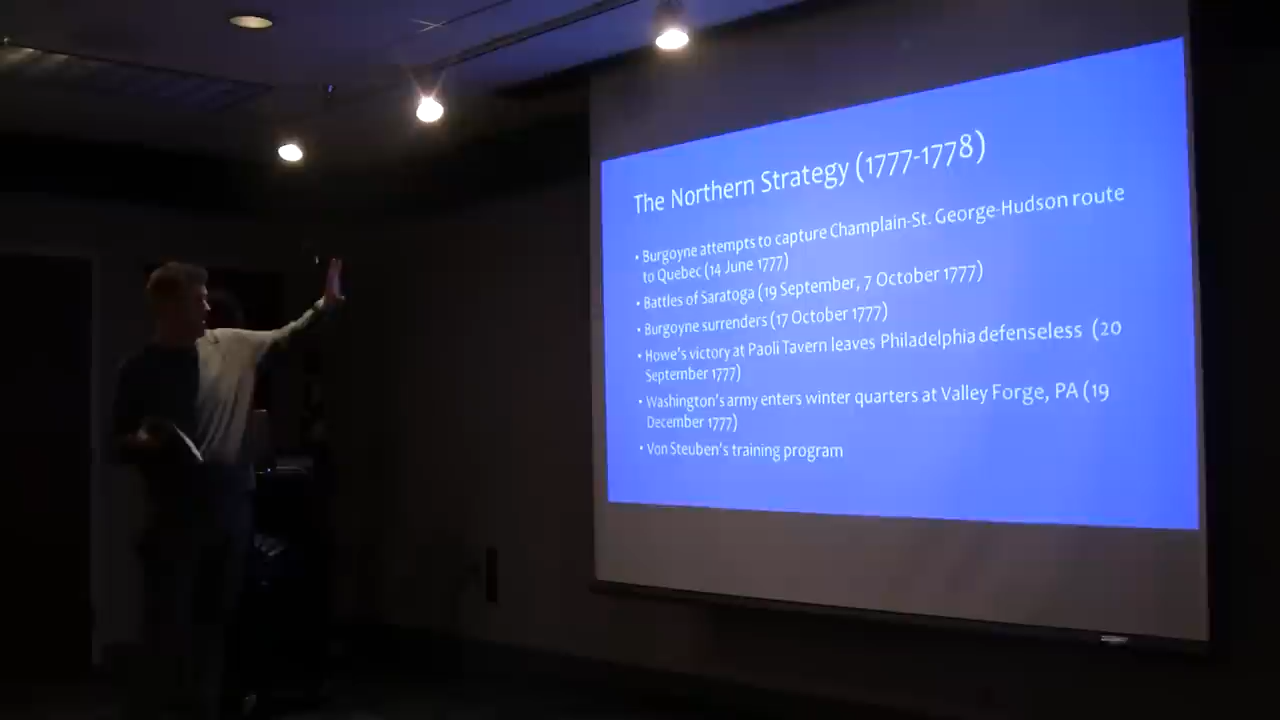 The Northern Strategy (1777-1778)
• Burgoyne attempts to capture Champlain-St. George-Hudson route
to Quebec (14 June 1777)
• Battles of Saratoga (19 September, 7 October 1777)
• Burgoyne surrenders (17 October 1777)
• Howe's victory at Paoli Tavern leaves Philadelphia defenseless (20
September 1777)
• Washington's army enters winter quarters at Valley Forge, PA (19
December 1777)
• Von Steuben's training program